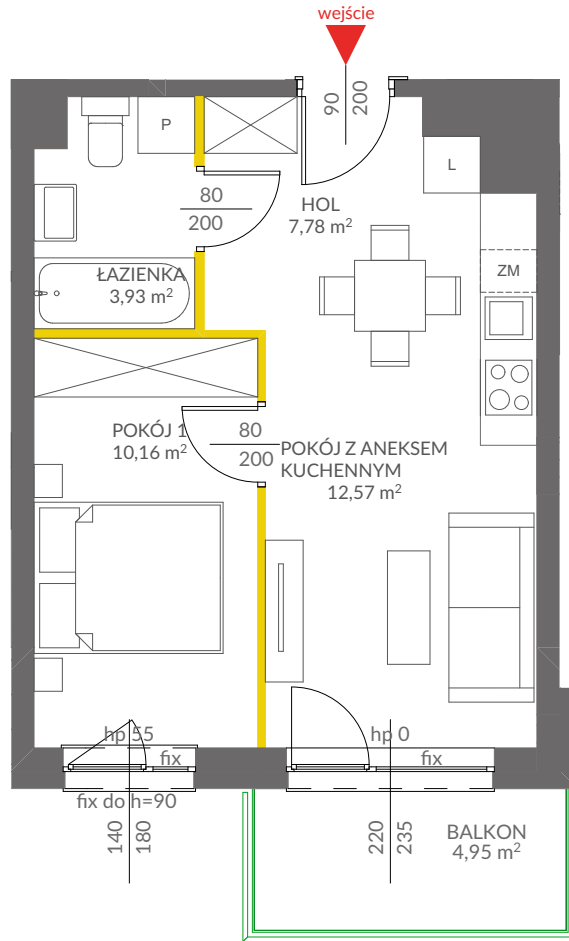 wejście
90
200
P
80
200
HOL
7,78 m²
L
ŁAZIENKA
3,93 m²
ZM
POKÓJ 1
10,16 m²
80
200
POKÓJ Z ANEKSEM
KUCHENNYM
12,57 m²
hp 55
fix
hp 0
fix
fix do h=90
140
180
220
235
BALKON
4,95 m²